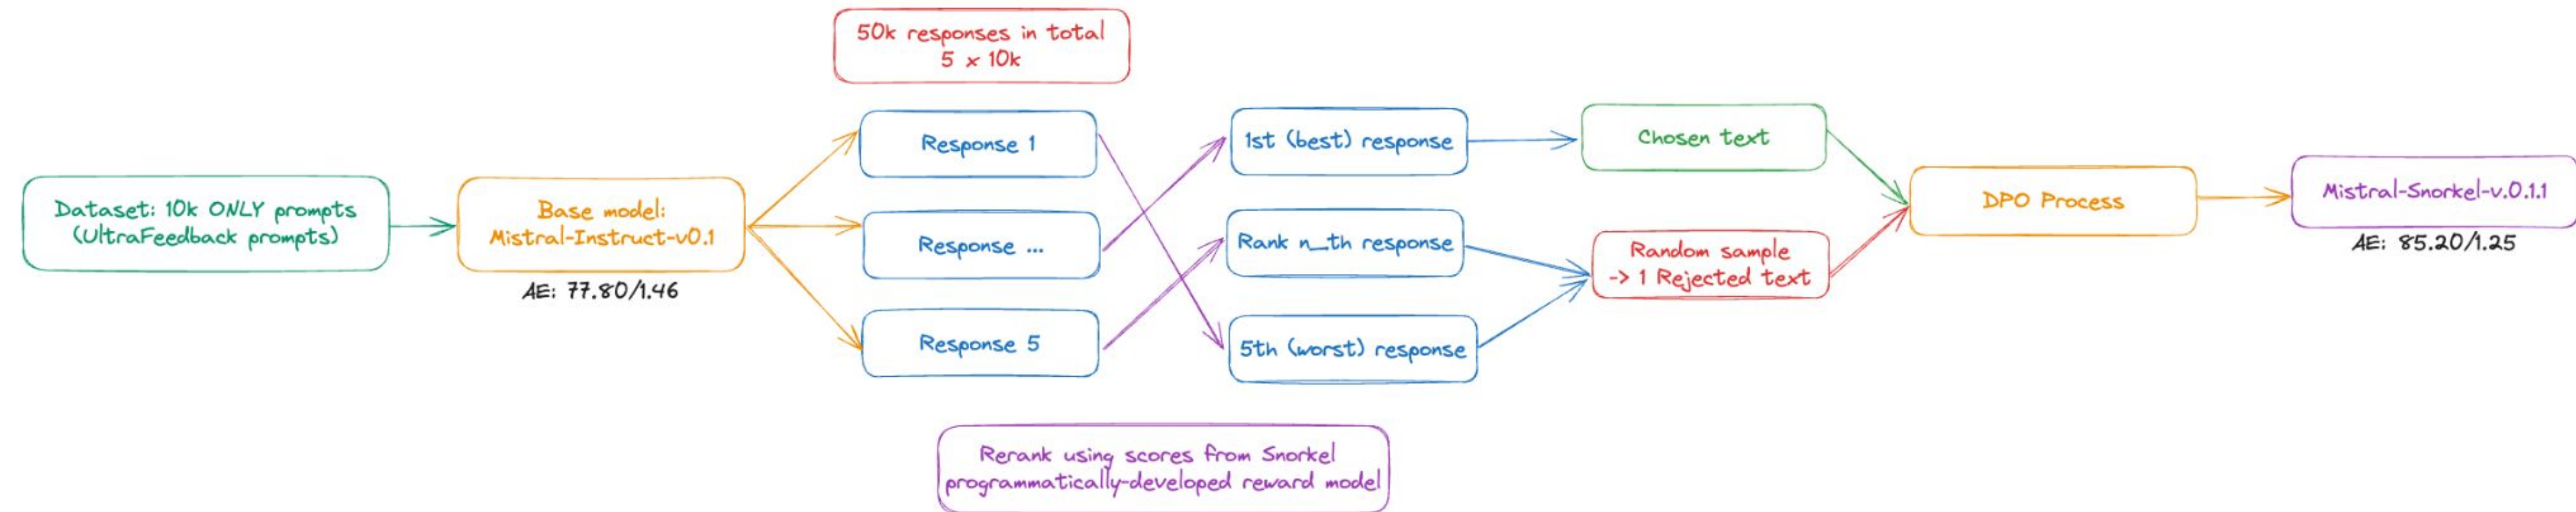 50k responses in total
5 x 10k
Dataset: 10k ONLY prompts
(UltraFeedback prompts)
Base model:
Mistral-Instruct-v0.1
AE: 77.80/1.46
Response 1
Response ...
Response 5
1st (best) response
Rank n_th response
5th (worst) response
Chosen text
Random sample
-> 1 Rejected text
DPO Process
Mistral-Snorkel-v.0.1.1
AE: 85.20/1.25
Rerank using scores from Snorkel
programmatically-developed reward model